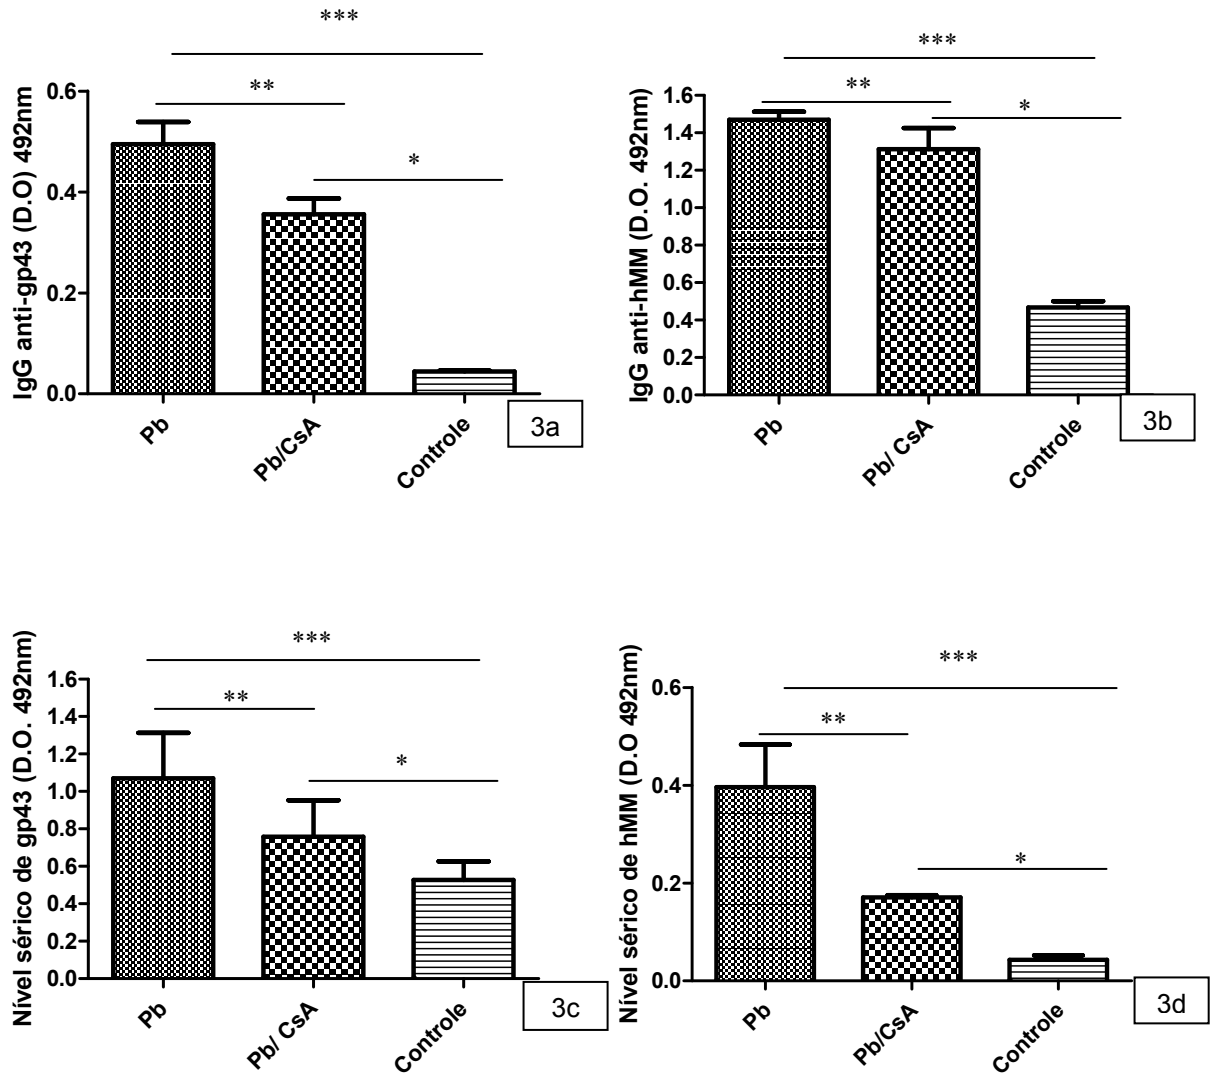 ***
**
*
IgG anti-gp43 (D.O) 492nm
0.6
0.4
0.2
0.0
Pb
Pb/CsA
Controle
3a
***
**
*
IgG anti-hMM (D.O. 492nm)
1.6
1.4
1.2
1.0
0.8
0.6
0.4
0.2
0.0
Pb
Pb/ CsA
Controle
3b
***
**
*
Nível sérico de gp43 (D.O. 492nm)
1.6
1.4
1.2
1.0
0.8
0.6
0.4
0.2
0.0
Pb
Pb/ CsA
Controle
3c
***
**
*
Nível sérico de hMM (D.O 492nm)
0.6
0.4
0.2
0.0
Pb
Pb/CsA
Controle
3d